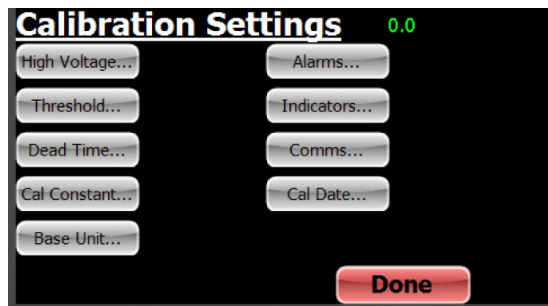 Calibration Settings 0.0
High Voltage... Alarms...
Threshold... Indicators...
Dead Time... Comms...
Cal Constant... Cal Date...
Base Unit...
Done